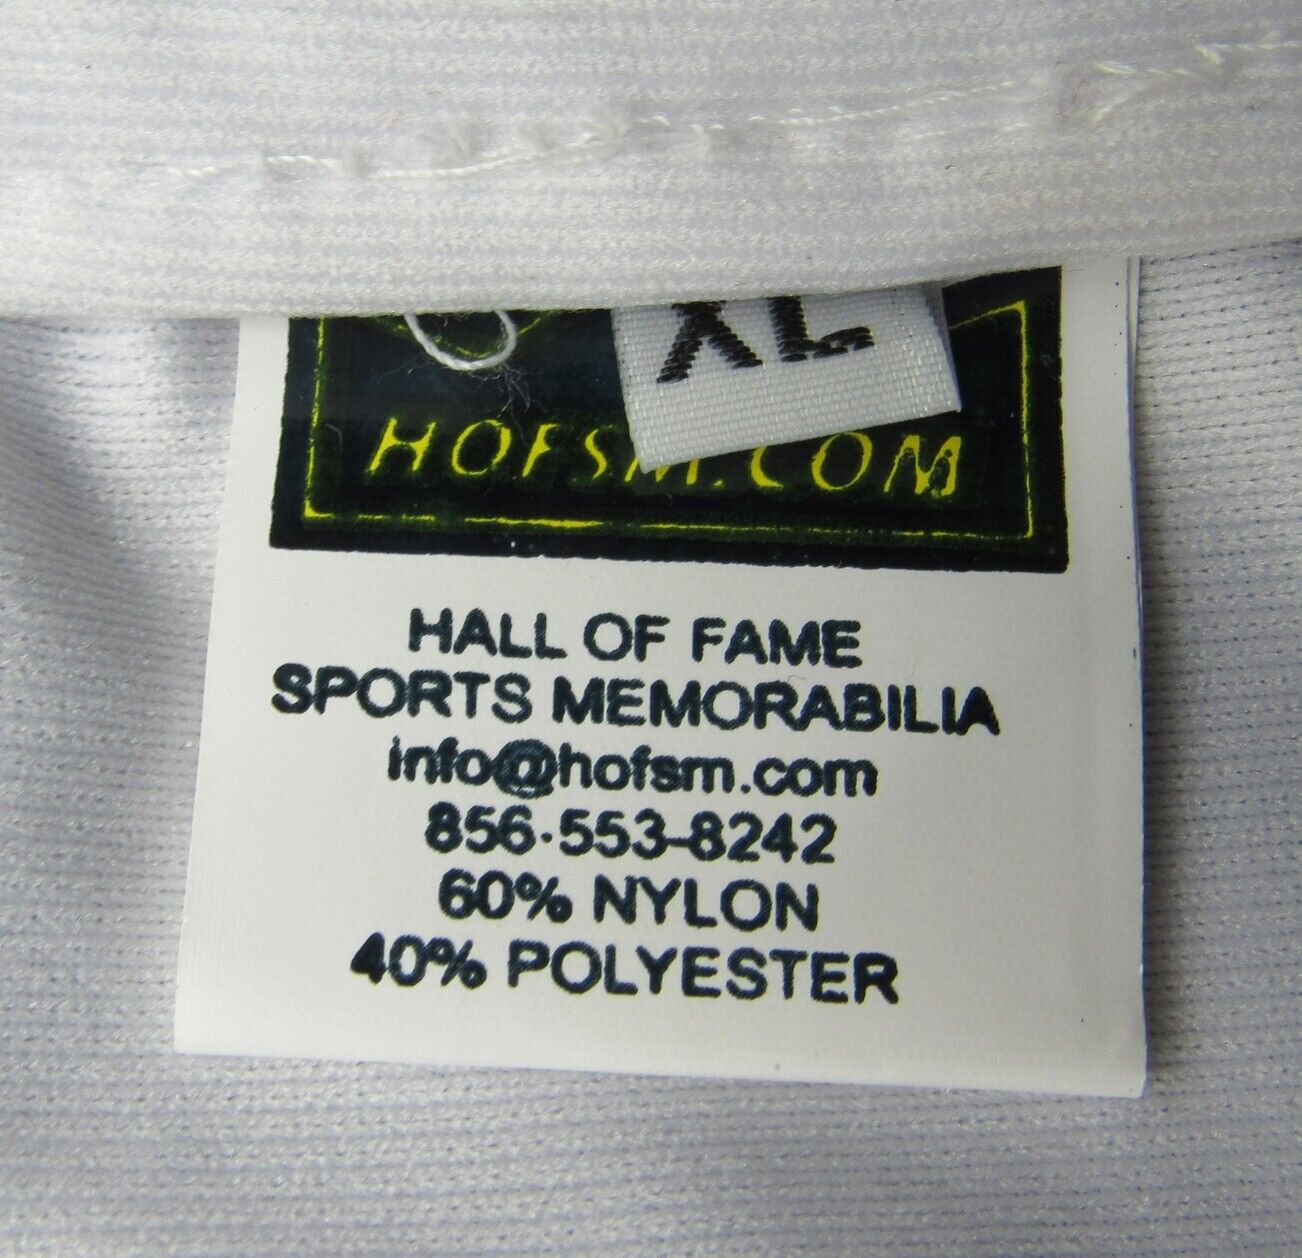 XL
HOFSM.COM
HALL OF FAME
SPORTS MEMORABILIA
info@hofsm.com
856-553-8242
60% NYLON
40% POLYESTER